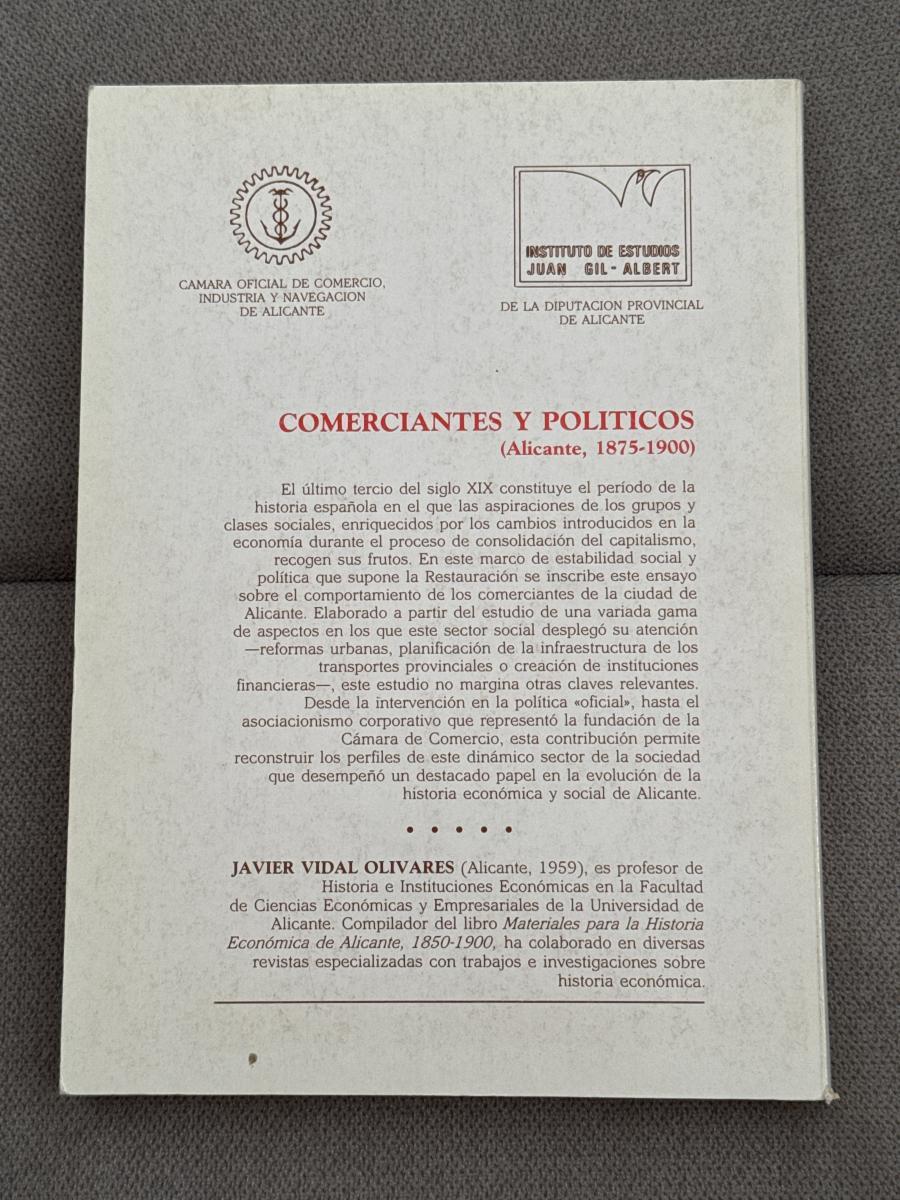 CAMARA OFICIAL DE COMERCIO,
INDUSTRIA Y NAVEGACION
DE ALICANTE
INSTITUTO DE ESTUDIOS
JUAN GIL-ALBERT
DE LA DIPUTACION PROVINCIAL
DE ALICANTE
COMERCIANTES Y POLITICOS
(Alicante, 1875-1900)
El último tercio del siglo XIX constituye el período de la
historia española en el que las aspiraciones de los grupos y
clases sociales, enriquecidos por los cambios introducidos en la
economía durante el proceso de consolidación del capitalismo,
recogen sus frutos. En este marco de estabilidad social y
política que supone la Restauración se inscribe este ensayo
sobre el comportamiento de los comerciantes de la ciudad de
Alicante. Elaborado a partir del estudio de una variada gama
de aspectos en los que este sector social desplegó su atención
—reformas urbanas, planificación de la infraestructura de los
transportes provinciales o creación de instituciones
financieras—, este estudio no margina otras claves relevantes.
Desde la intervención en la política «oficial», hasta el
asociacionismo corporativo que representó la fundación de la
Cámara de Comercio, esta contribución permite
reconstruir los perfiles de este dinámico sector de la sociedad
que desempeñó un destacado papel en la evolución de la
historia económica y social de Alicante.
• • • • •
JAVIER VIDAL OLIVARES (Alicante, 1959), es profesor de
Historia e Instituciones Económicas en la Facultad
de Ciencias Económicas y Empresariales de la Universidad de
Alicante. Compilador del libro Materiales para la Historia
Económica de Alicante, 1850-1900, ha colaborado en diversas
revistas especializadas con trabajos e investigaciones sobre
historia económica.